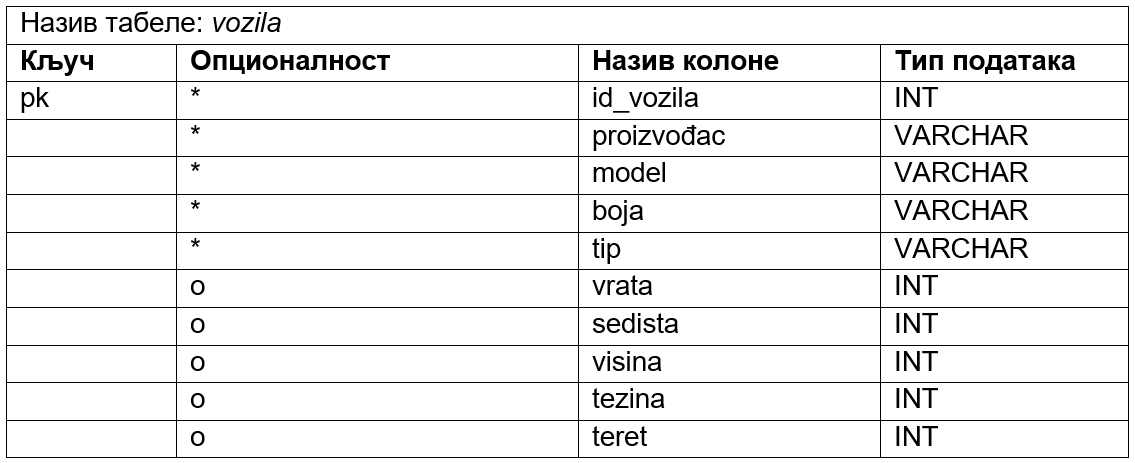 Назив табеле: vozila
Кључ Опционалност Назив колоне Тип података
pk * id_vozila INT
* proizvođac VARCHAR
* model VARCHAR
* boja VARCHAR
* tip VARCHAR
o vrata INT
o sedista INT
o visina INT
o tezina INT
o teret INT